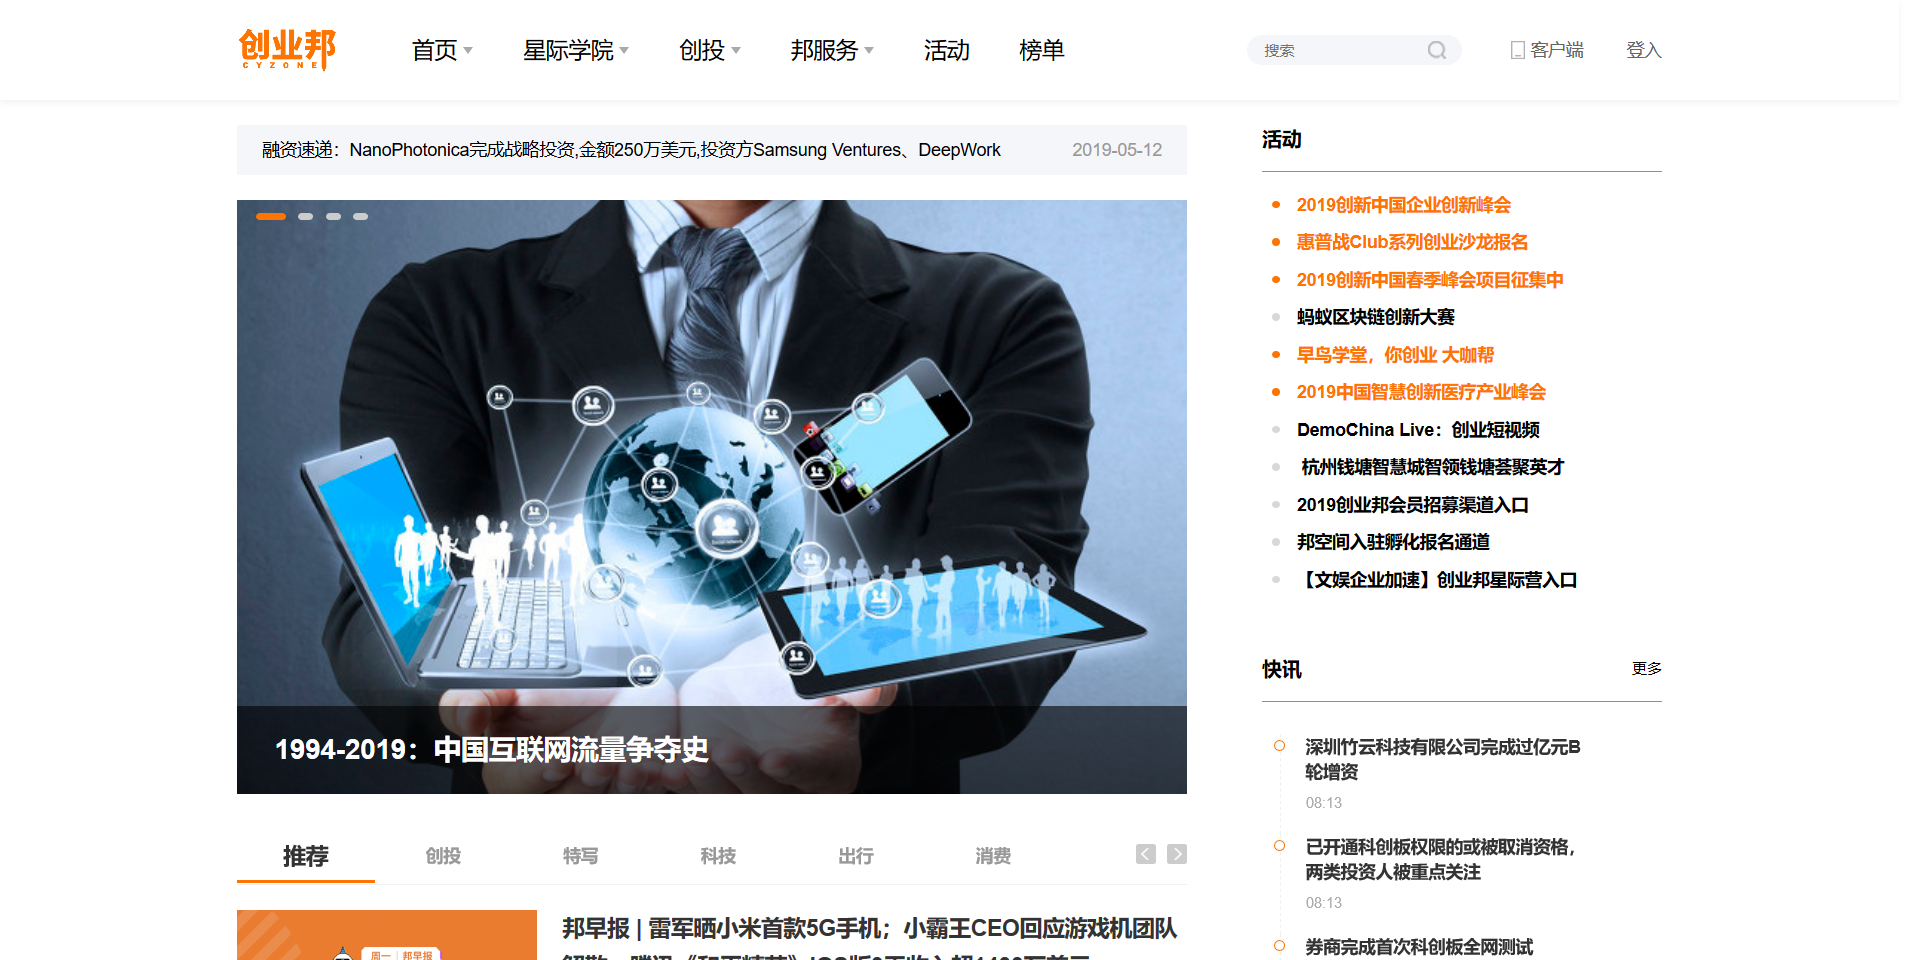 创业邦
CYZONE
首页
星际学院
创投
邦服务
活动
榜单
搜索
客户端
登入
融资速递：NanoPhotonica完成战略投资,金额250万美元,投资方Samsung Ventures、DeepWork
2019-05-12
1994-2019：中国互联网流量争夺史
推荐
创投
特写
科技
出行
消费
周一 | 邦早报
邦早报 | 雷军晒小米首款5G手机；小霸王CEO回应游戏机团队
活动
2019创新中国企业创新峰会
惠普战Club系列创业沙龙报名
2019创新中国春季峰会项目征集中
蚂蚁区块链创新大赛
早鸟学堂，你创业 大咖帮
2019中国智慧创新医疗产业峰会
DemoChina Live：创业短视频
杭州钱塘智慧城智领钱塘荟聚英才
2019创业邦会员招募渠道入口
邦空间入驻孵化报名通道
【文娱企业加速】创业邦星际营入口
快讯
更多
深圳竹云科技有限公司完成过亿元B
轮增资
08:13
已开通科创板权限的或被取消资格，
两类投资人被重点关注
08:13
券商完成首次科创板全网测试